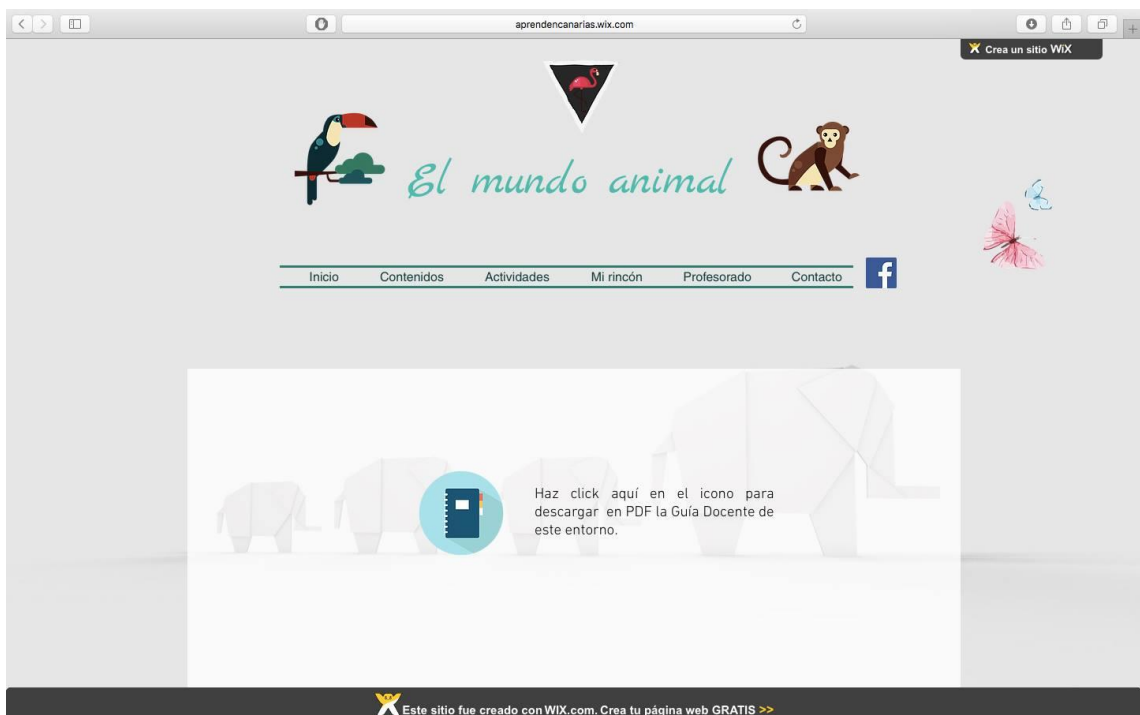 aprendencanarias.wix.com
Crea un sitio WiX
El mundo animal
Inicio Contenidos Actividades Mi rincón Profesorado Contacto
Haz click aquí en el icono para
descargar en PDF la Guía Docente de
este entorno.
Este sitio fue creado con WIX.com. Crea tu página web GRATIS >>